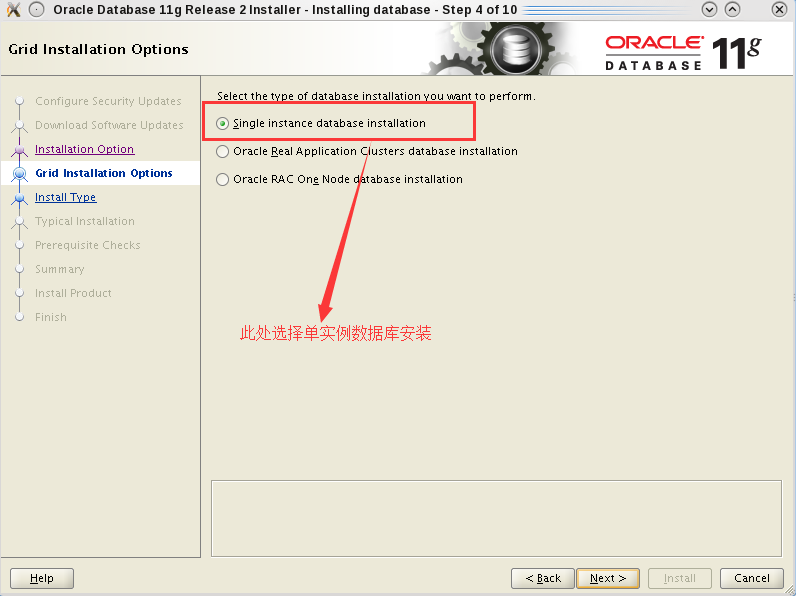 Oracle Database 11g Release 2 Installer - Installing database - Step 4 of 10
Grid Installation Options
ORACLE® 11g
DATABASE
Configure Security Updates
Download Software Updates
Installation Option
Grid Installation Options
Install Type
Typical Installation
Prerequisite Checks
Summary
Install Product
Finish
Select the type of database installation you want to perform.
Single instance database installation
Oracle Real Application Clusters database installation
Oracle RAC One Node database installation
此处选择单实例数据库安装
Help
< Back
Next >
Install
Cancel